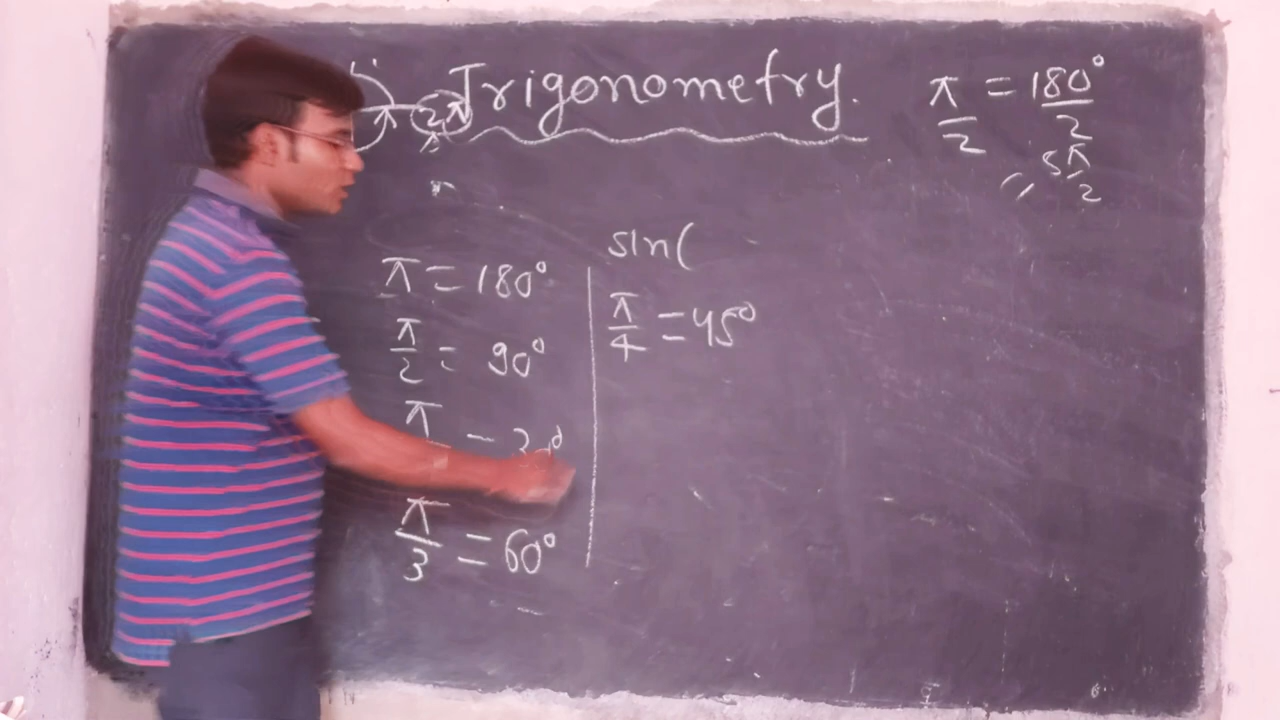 Trigonometry.
π/2 = 180°/2
5π/2
π = 180°
π/2 = 90°
π
π/3 = 60°
sin(
π/4 = 45°